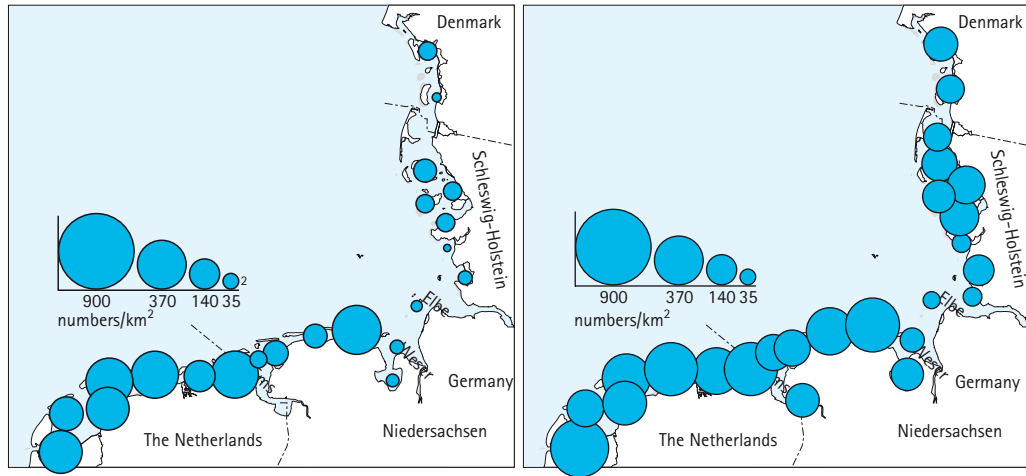 Denmark
Schleswig-Holstein
2
900 370 140 35
numbers/km²
Elbe
Weser
Ems
Germany
The Netherlands
Niedersachsen
Denmark
Schleswig-Holstein
900 370 140 35
numbers/km²
Elbe
Weser
Ems
Germany
The Netherlands
Niedersachsen